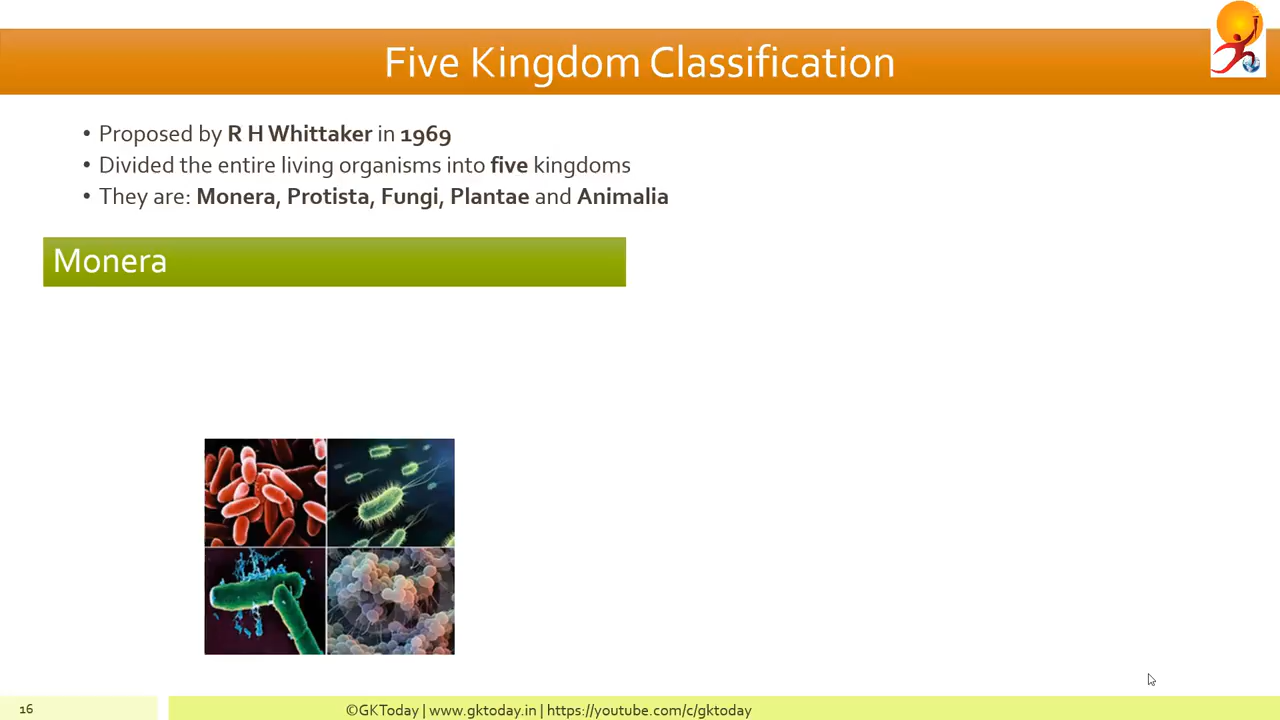 Five Kingdom Classification
• Proposed by R H Whittaker in 1969
• Divided the entire living organisms into five kingdoms
• They are: Monera, Protista, Fungi, Plantae and Animalia
Monera
16
©GKToday | www.gktoday.in | https://youtube.com/c/gktoday